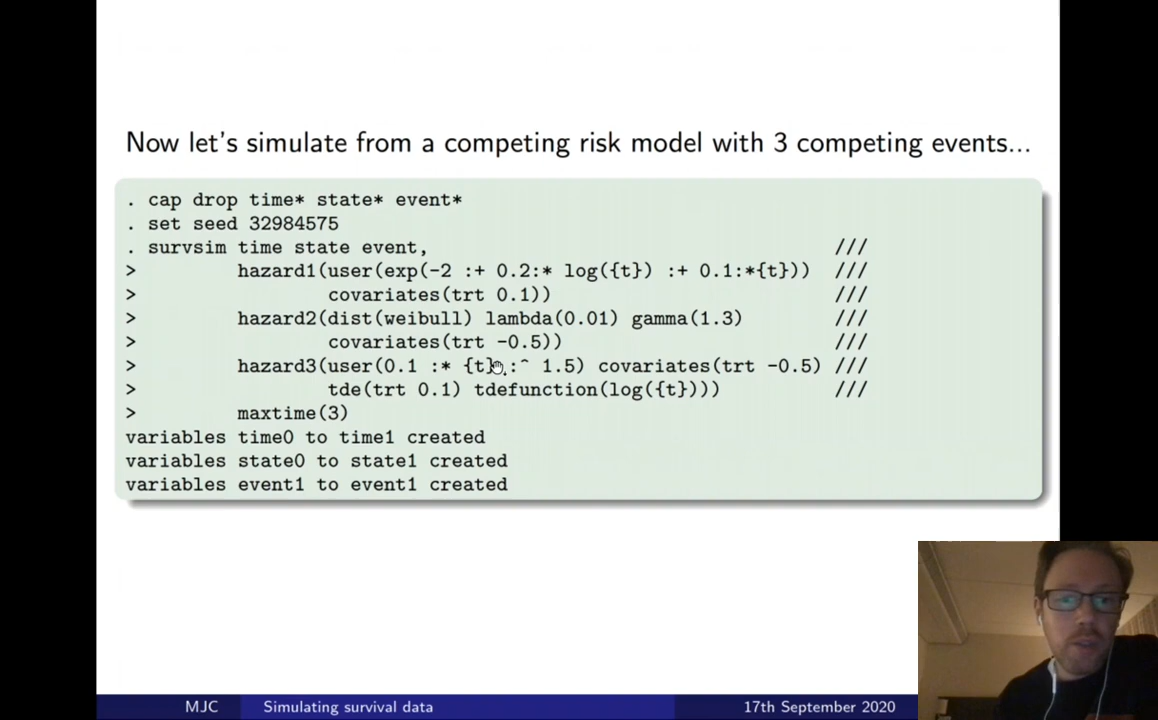 Now let's simulate from a competing risk model with 3 competing events...
. cap drop time* state* event*
. set seed 32984575
. survsim time state event, ///
> hazard1(user(exp(-2 :+ 0.2:* log({t}) :+ 0.1:*{t})) ///
> covariates(trt 0.1)) ///
> hazard2(dist(weibull) lambda(0.01) gamma(1.3) ///
> covariates(trt -0.5)) ///
> hazard3(user(0.1 :* {t} :^ 1.5) covariates(trt -0.5) ///
> tde(trt 0.1) tdefunction(log({t}))) ///
> maxtime(3)
variables time0 to time1 created
variables state0 to state1 created
variables event1 to event1 created
MJC Simulating survival data 17th September 2020